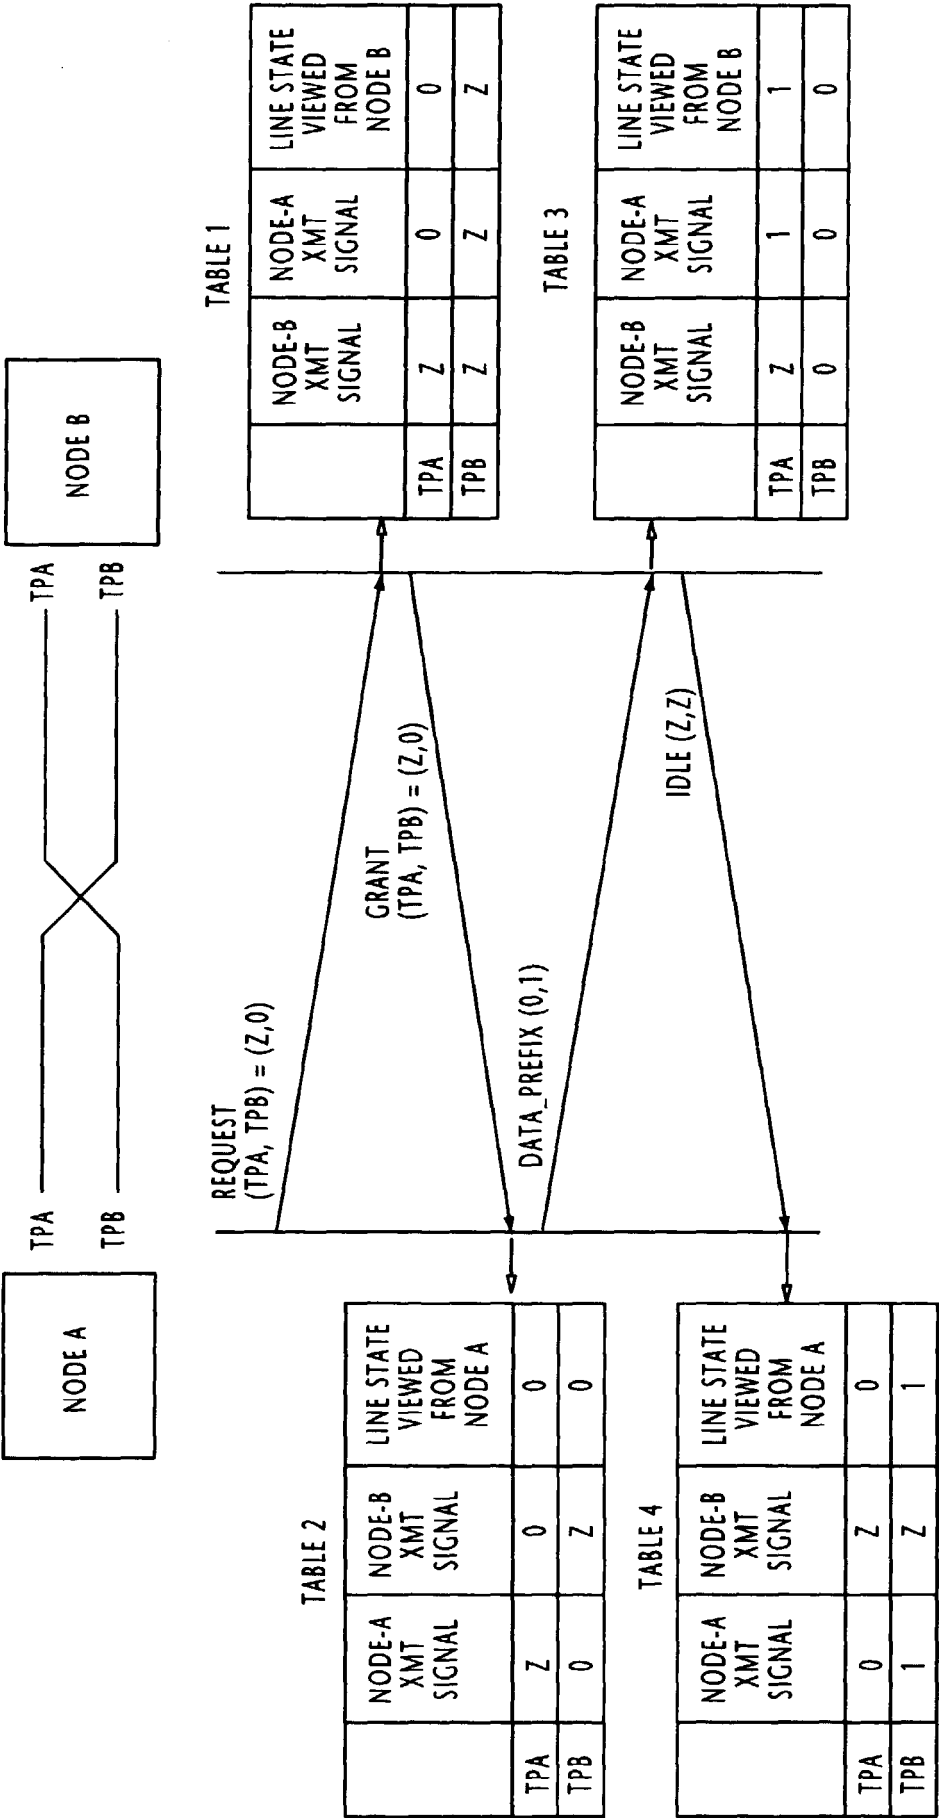 NODE A
TPA
TPB
TPA
TPB
NODE B
REQUEST
(TPA, TPB) = (Z,0)
GRANT
(TPA, TPB) = (Z,0)
DATA_PREFIX (0,1)
IDLE (Z,Z)
TABLE 1
NODE-B
XMT
SIGNAL
NODE-A
XMT
SIGNAL
LINE STATE
VIEWED
FROM
NODE B
TPA Z 0 0
TPB Z Z Z
TABLE 2
NODE-A
XMT
SIGNAL
NODE-B
XMT
SIGNAL
LINE STATE
VIEWED
FROM
NODE A
TPA Z 0 0
TPB 0 Z 0
TABLE 3
NODE-B
XMT
SIGNAL
NODE-A
XMT
SIGNAL
LINE STATE
VIEWED
FROM
NODE B
TPA Z 1 1
TPB 0 0 0
TABLE 4
NODE-A
XMT
SIGNAL
NODE-B
XMT
SIGNAL
LINE STATE
VIEWED
FROM
NODE A
TPA 0 Z 0
TPB 1 Z 1